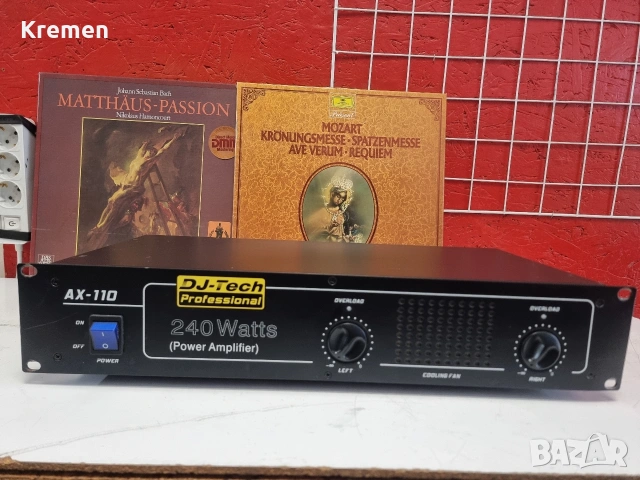 Kremen
Johann Sebastian Bach
MATTHÄUS-PASSION
Nikolaus Harnoncourt
DMM
MOZART
KRÖNUNGSMESSE · SPATZENMESSE
AVE VERUM · REQUIEM
DJ-Tech
Professional
AX-110
ON
OFF
POWER
240 Watts
(Power Amplifier)
OVERLOAD
LEFT
COOLING FAN
OVERLOAD
RIGHT
BAZAR